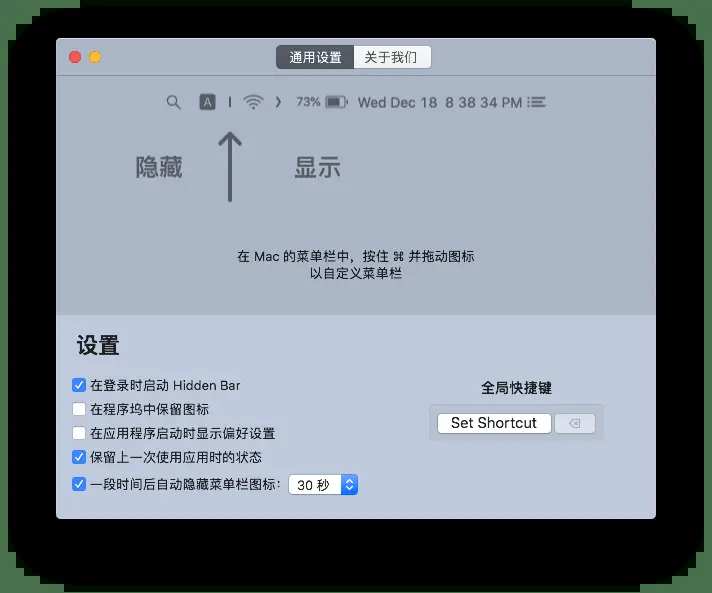 通用设置 关于我们
A 73% Wed Dec 18 8 38 34 PM
隐藏 显示
在 Mac 的菜单栏中，按住 ⌘ 并拖动图标
以自定义菜单栏
设置
在登录时启动 Hidden Bar
在程序坞中保留图标
在应用程序启动时显示偏好设置
保留上一次使用应用时的状态
一段时间后自动隐藏菜单栏图标： 30 秒
全局快捷键
Set Shortcut